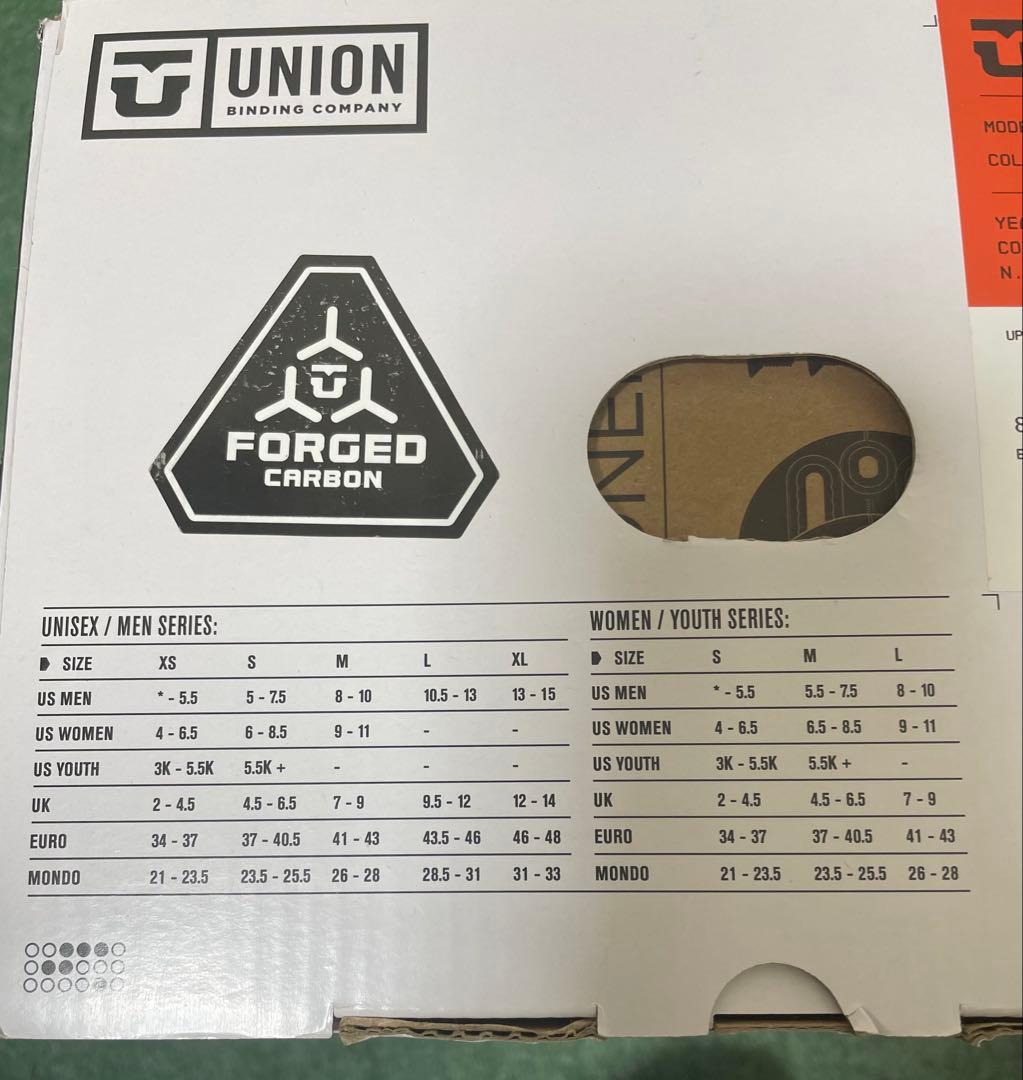 UNION
BINDING COMPANY
FORGED
CARBON
UNISEX / MEN SERIES:
SIZE XS S M L XL
US MEN * - 5.5 5 - 7.5 8 - 10 10.5 - 13 13 - 15
US WOMEN 4 - 6.5 6 - 8.5 9 - 11 - -
US YOUTH 3K - 5.5K 5.5K + - - -
UK 2 - 4.5 4.5 - 6.5 7 - 9 9.5 - 12 12 - 14
EURO 34 - 37 37 - 40.5 41 - 43 43.5 - 46 46 - 48
MONDO 21 - 23.5 23.5 - 25.5 26 - 28 28.5 - 31 31 - 33
WOMEN / YOUTH SERIES:
SIZE S M L
US MEN * - 5.5 5.5 - 7.5 8 - 10
US WOMEN 4 - 6.5 6.5 - 8.5 9 - 11
US YOUTH 3K - 5.5K 5.5K + -
UK 2 - 4.5 4.5 - 6.5 7 - 9
EURO 34 - 37 37 - 40.5 41 - 43
MONDO 21 - 23.5 23.5 - 25.5 26 - 28